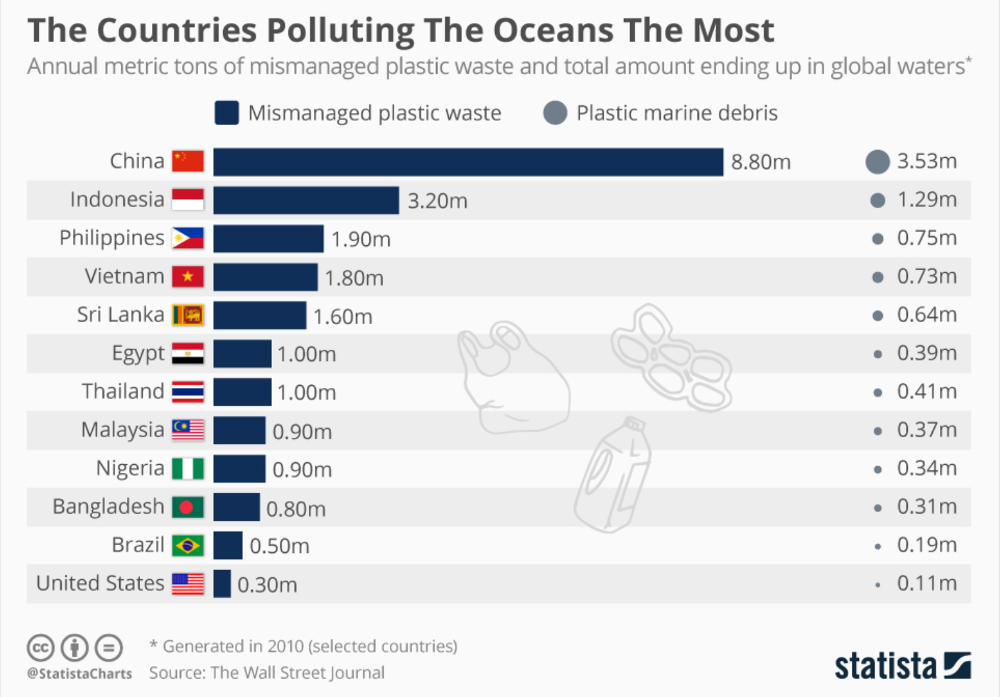 The Countries Polluting The Oceans The Most
Annual metric tons of mismanaged plastic waste and total amount ending up in global waters*
Mismanaged plastic waste Plastic marine debris
China 8.80m 3.53m
Indonesia 3.20m 1.29m
Philippines 1.90m 0.75m
Vietnam 1.80m 0.73m
Sri Lanka 1.60m 0.64m
Egypt 1.00m 0.39m
Thailand 1.00m 0.41m
Malaysia 0.90m 0.37m
Nigeria 0.90m 0.34m
Bangladesh 0.80m 0.31m
Brazil 0.50m 0.19m
United States 0.30m 0.11m
cc = * Generated in 2010 (selected countries)
@StatistaCharts Source: The Wall Street Journal
statista